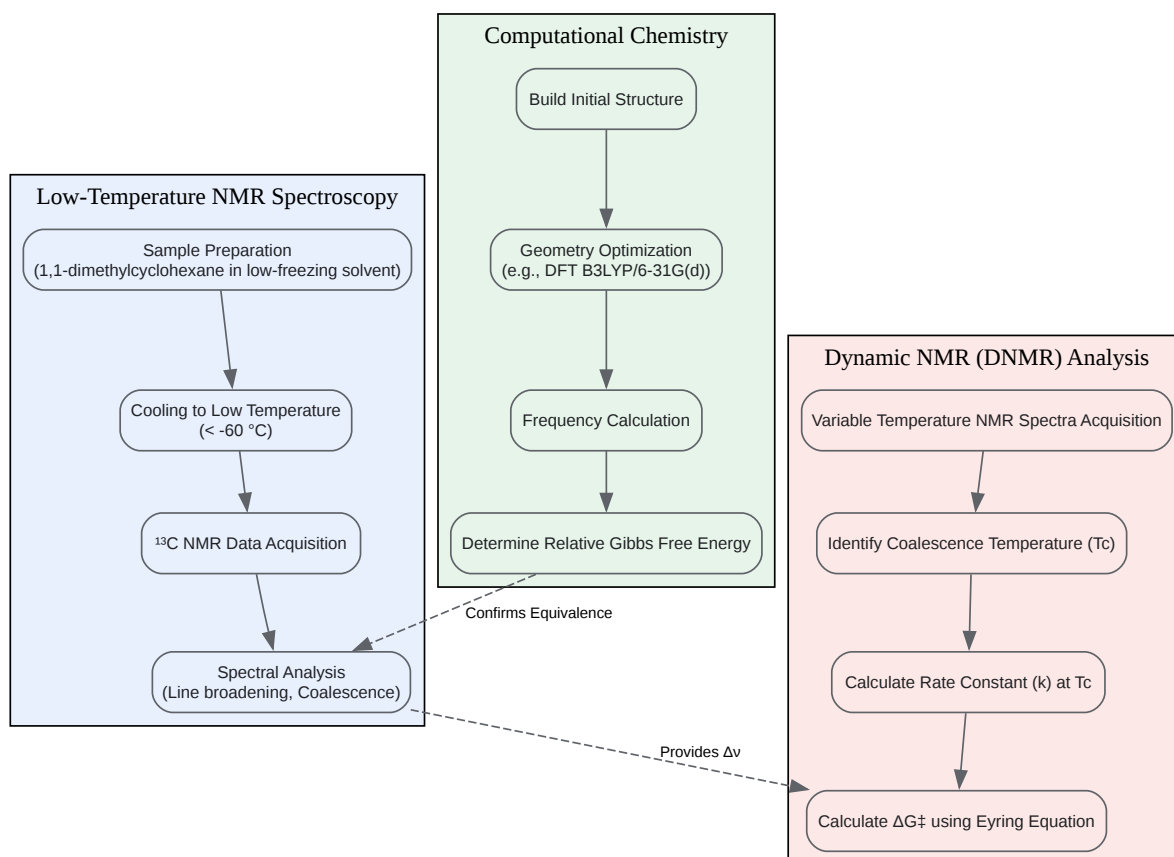 Computational Chemistry
Build Initial Structure
Geometry Optimization
(e.g., DFT B3LYP/6-31G(d))
Frequency Calculation
Determine Relative Gibbs Free Energy
Confirms Equivalence
Low-Temperature NMR Spectroscopy
Sample Preparation
(1,1-dimethylcyclohexane in low-freezing solvent)
Cooling to Low Temperature
(< -60 °C)
¹³C NMR Data Acquisition
Spectral Analysis
(Line broadening, Coalescence)
Provides Δν
Dynamic NMR (DNMR) Analysis
Variable Temperature NMR Spectra Acquisition
Identify Coalescence Temperature (Tc)
Calculate Rate Constant (k) at Tc
Calculate ΔG‡ using Eyring Equation